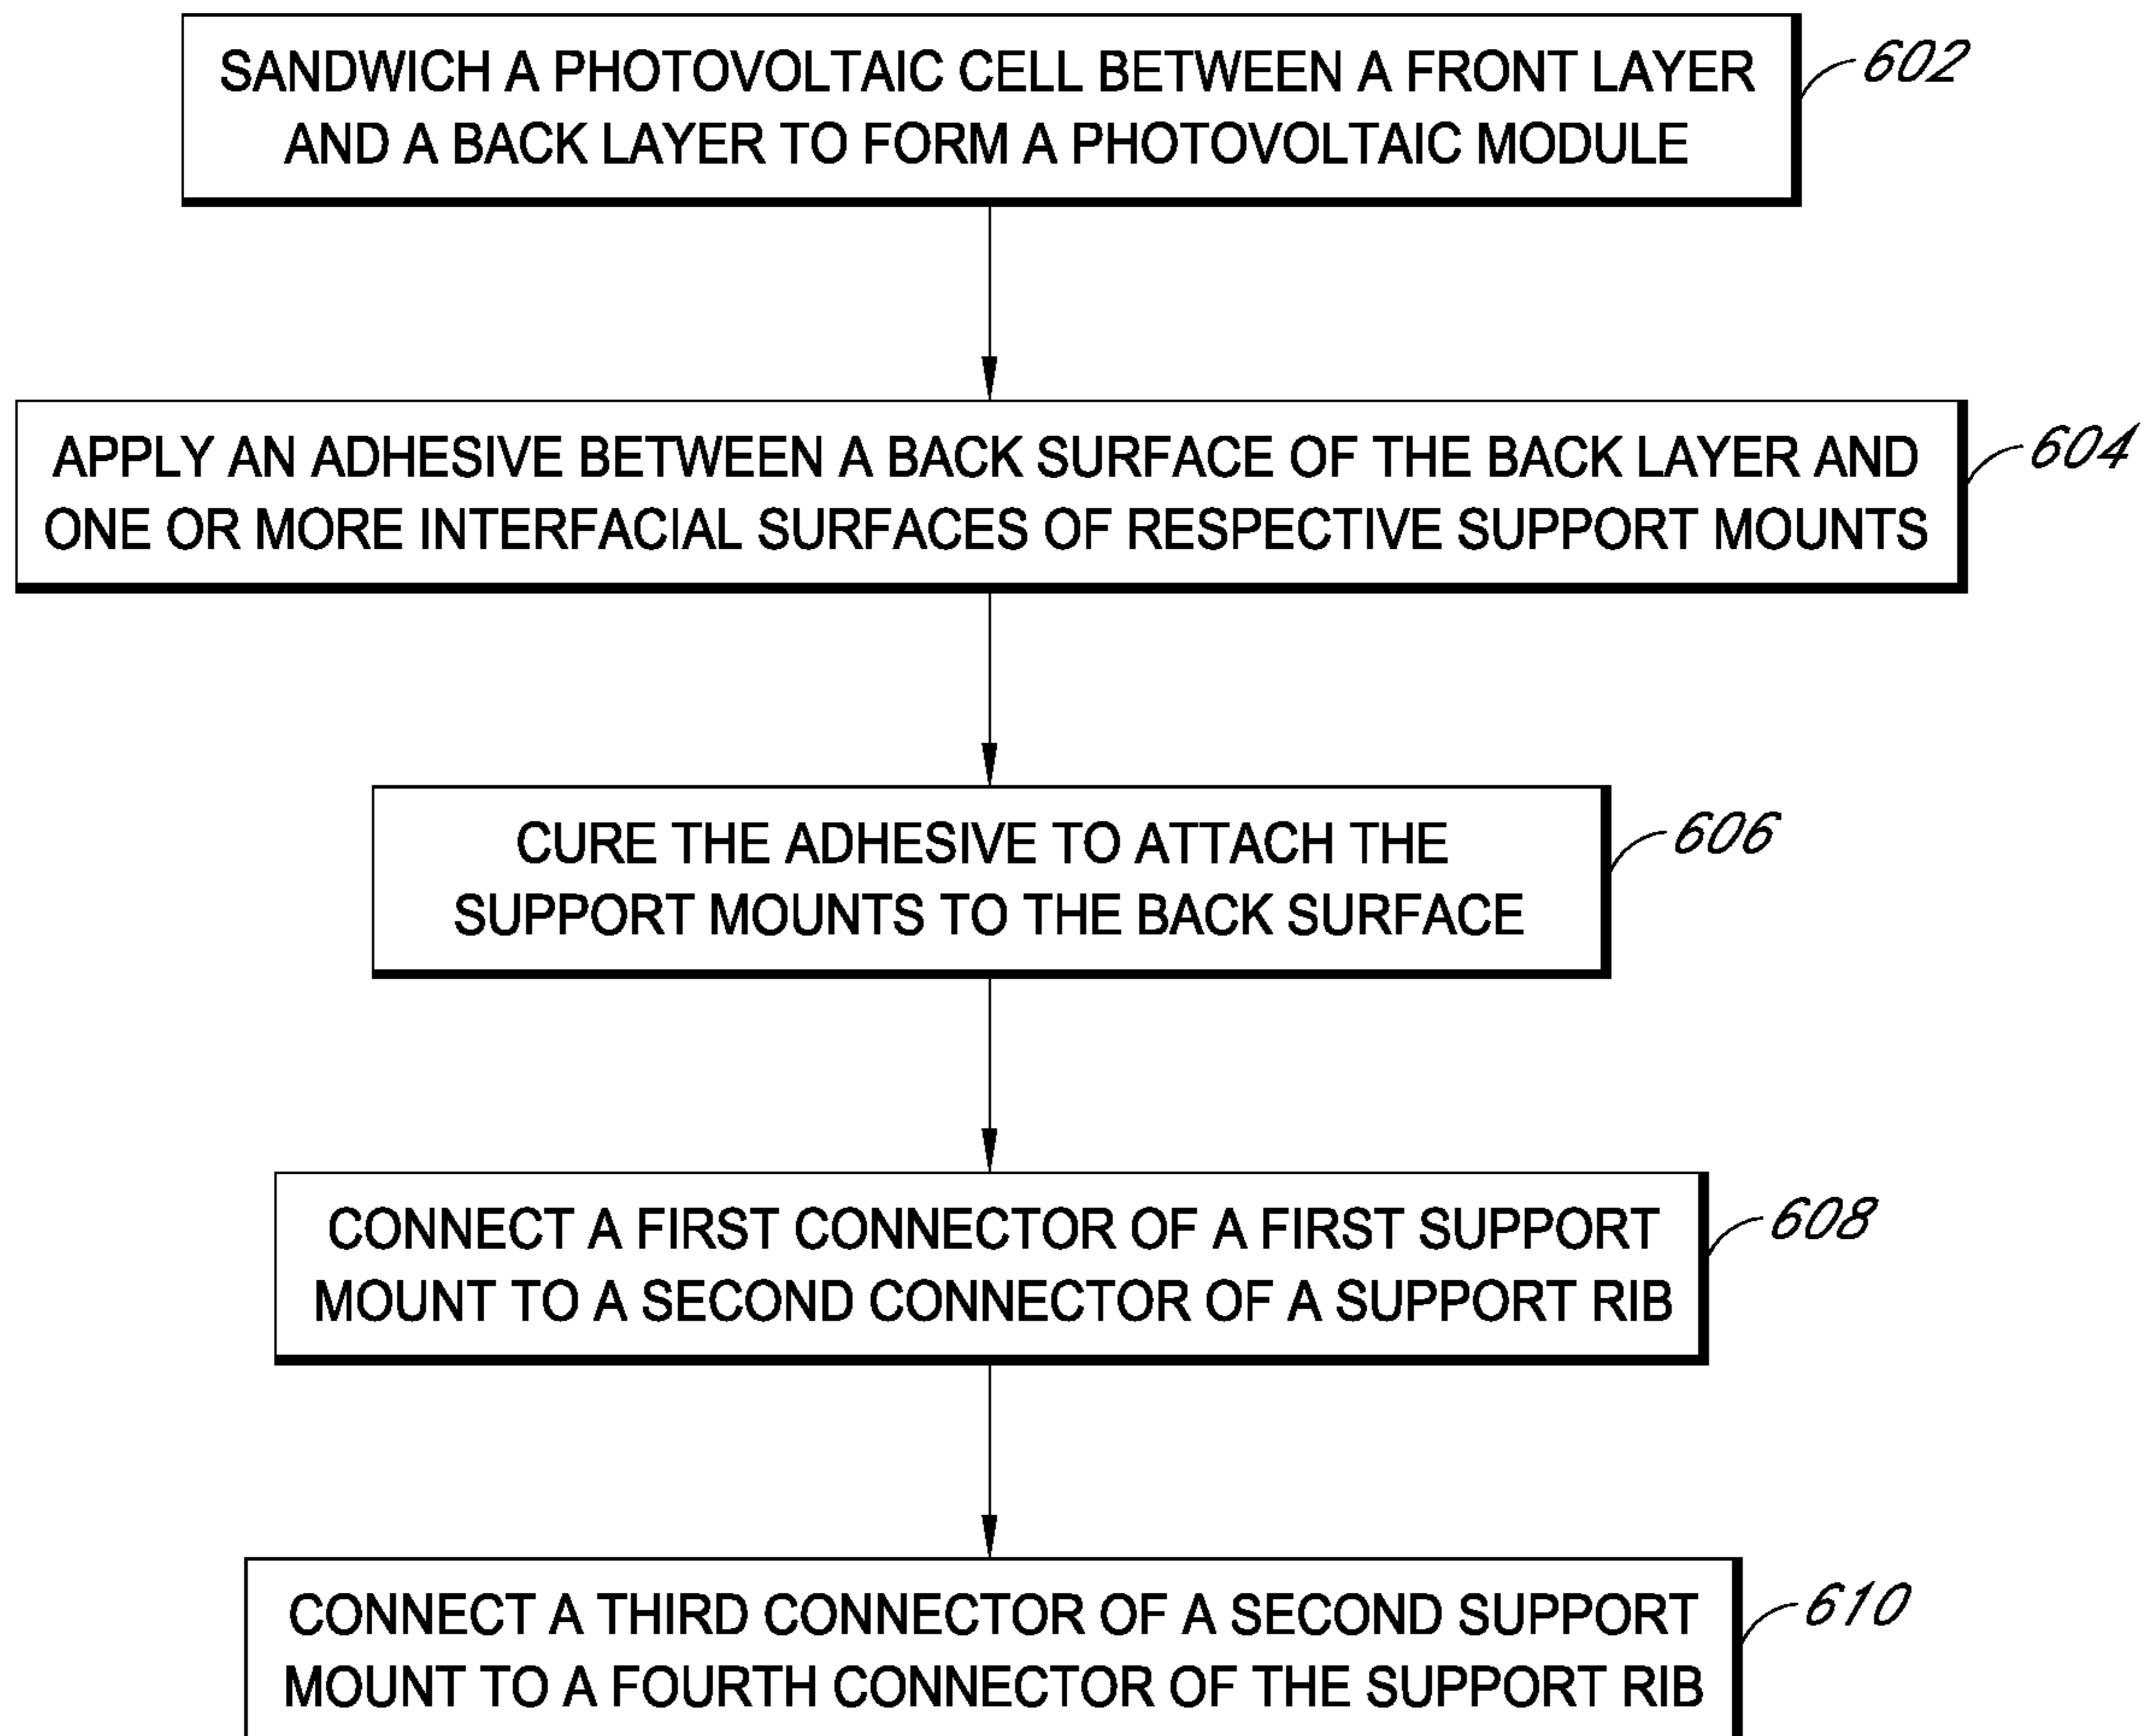 SANDWICH A PHOTOVOLTAIC CELL BETWEEN A FRONT LAYER
AND A BACK LAYER TO FORM A PHOTOVOLTAIC MODULE
602
APPLY AN ADHESIVE BETWEEN A BACK SURFACE OF THE BACK LAYER AND
ONE OR MORE INTERFACIAL SURFACES OF RESPECTIVE SUPPORT MOUNTS
604
CURE THE ADHESIVE TO ATTACH THE
SUPPORT MOUNTS TO THE BACK SURFACE
606
CONNECT A FIRST CONNECTOR OF A FIRST SUPPORT
MOUNT TO A SECOND CONNECTOR OF A SUPPORT RIB
608
CONNECT A THIRD CONNECTOR OF A SECOND SUPPORT
MOUNT TO A FOURTH CONNECTOR OF THE SUPPORT RIB
610